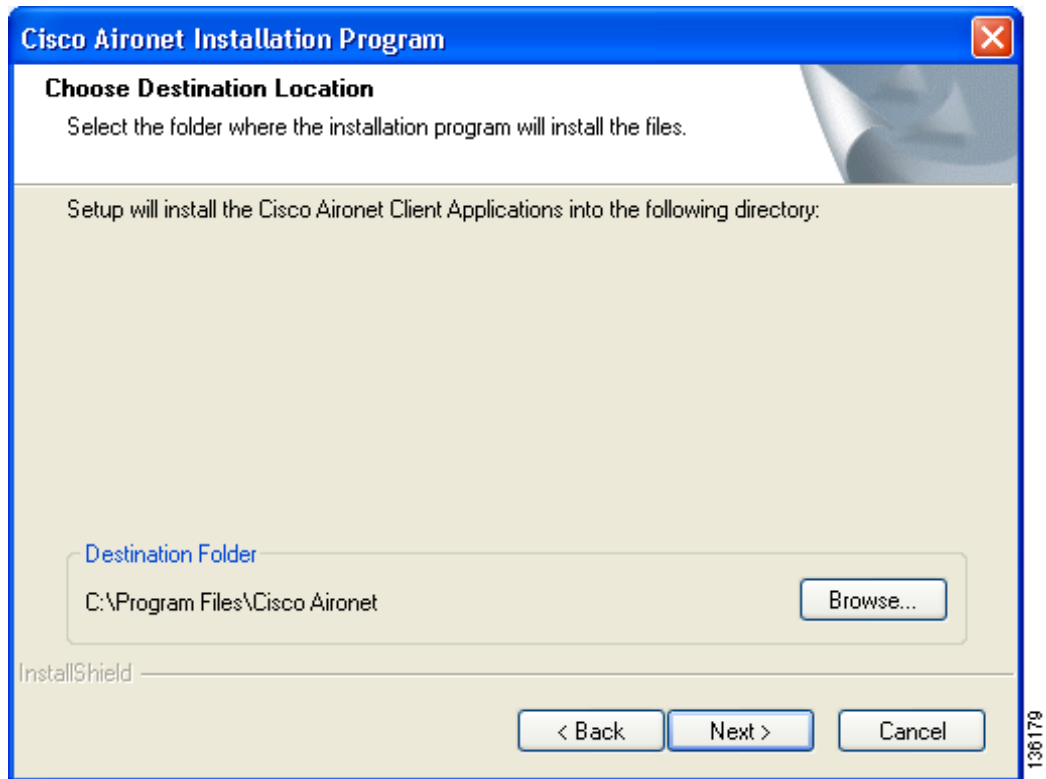 Cisco Aironet Installation Program
Choose Destination Location
Select the folder where the installation program will install the files.
Setup will install the Cisco Aironet Client Applications into the following directory:
Destination Folder
C:\Program Files\Cisco Aironet
Browse...
InstallShield
< Back
Next >
Cancel
136179